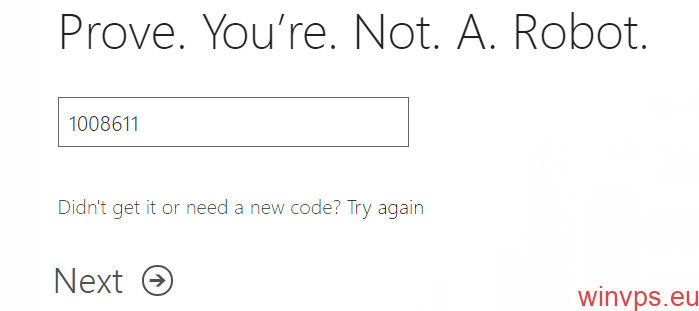 Prove. You're. Not. A. Robot.
1008611
Didn't get it or need a new code? Try again
Next
winvps.eu